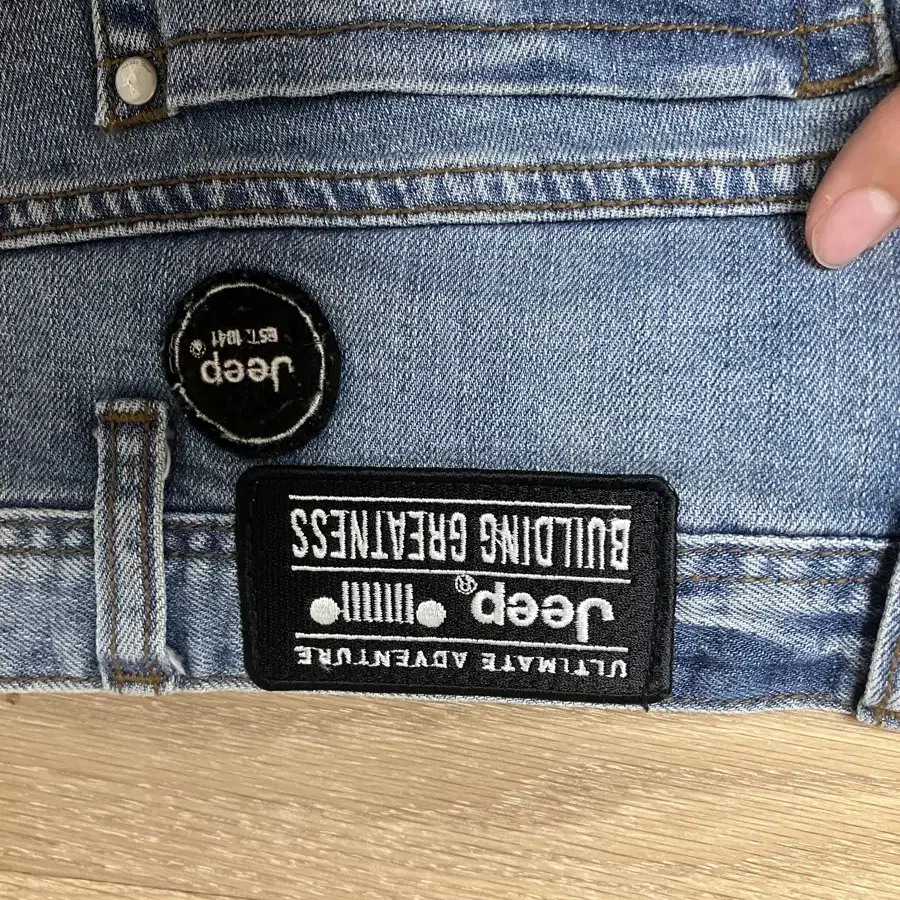 ULTIMATE ADVENTURE
Jeep®
BUILDING GREATNESS
Jeep®
EST. 1941